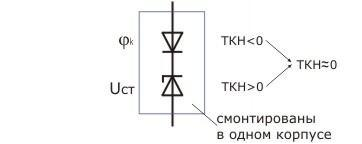 φk
ТКН<0
ТКН≈0
Uст
ТКН>0
смонтированы
в одном корпусе